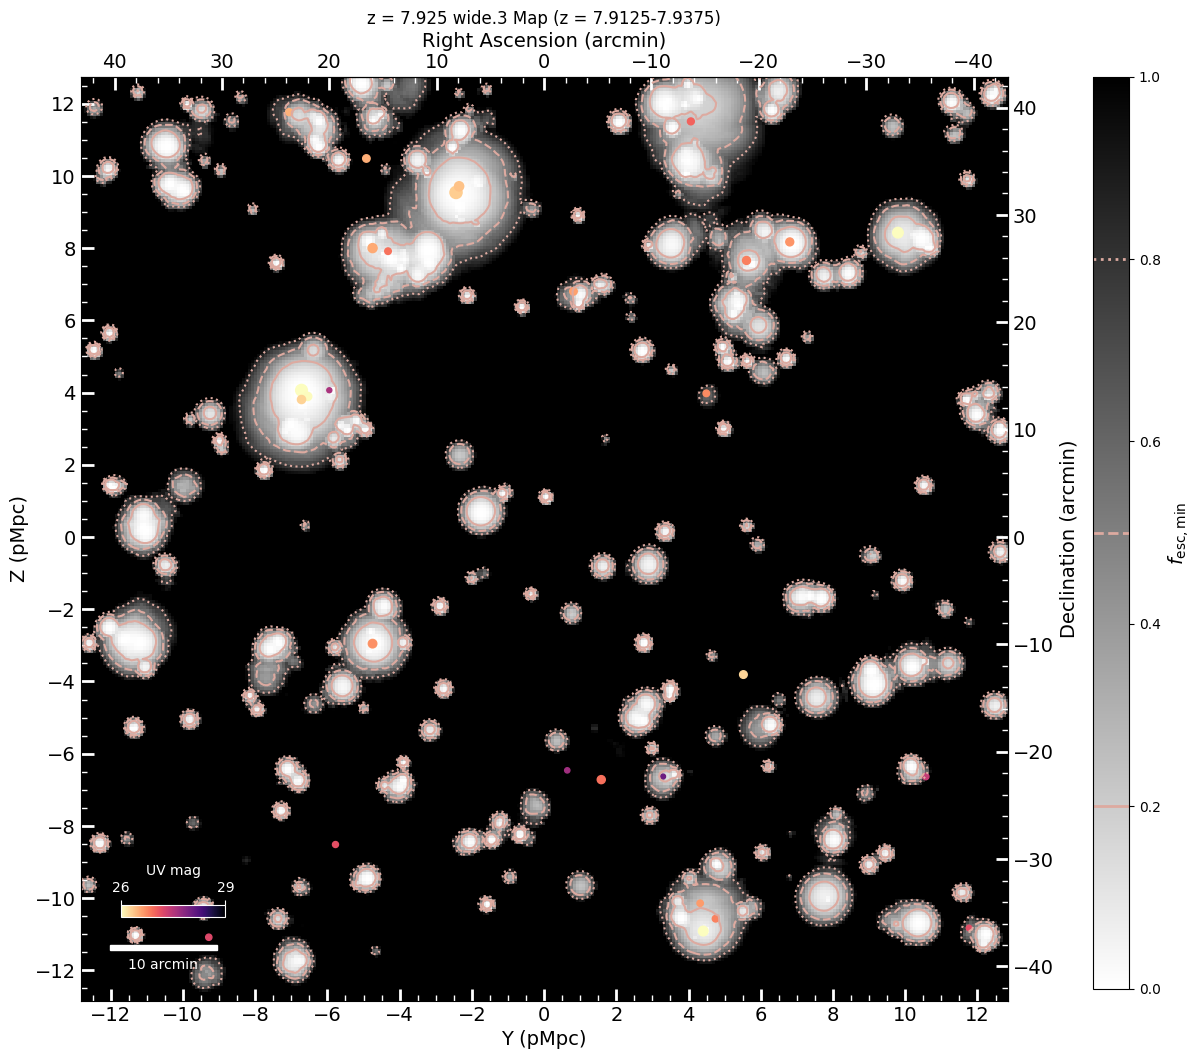 z = 7.925 wide.3 Map (z = 7.9125-7.9375)
Right Ascension (arcmin)
40 30 20 10 0 −10 −20 −30 −40
12
10
8
6
4
2
0
−2
−4
−6
−8
−10
−12
Z (pMpc)
40
30
20
10
0
−10
−20
−30
−40
Declination (arcmin)
UV mag
26 29
10 arcmin
−12 −10 −8 −6 −4 −2 0 2 4 6 8 10 12
Y (pMpc)
1.0
0.8
0.6
0.4
0.2
0.0
fesc,min